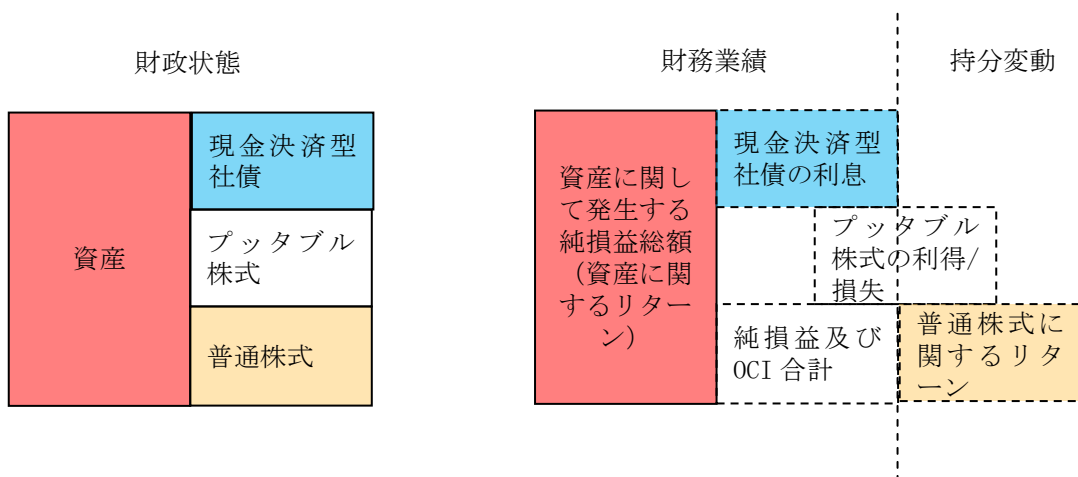 財政状態
財務業績
持分変動
資産
現金決済型
社債
プッタブル
株式
普通株式
資産に関し
て発生する
純損益総額
（資産に関
するリター
ン）
現金決済型
社債の利息
プッタブル
株式の利得/
損失
純損益及び
OCI 合計
普通株式に
関するリタ
ーン